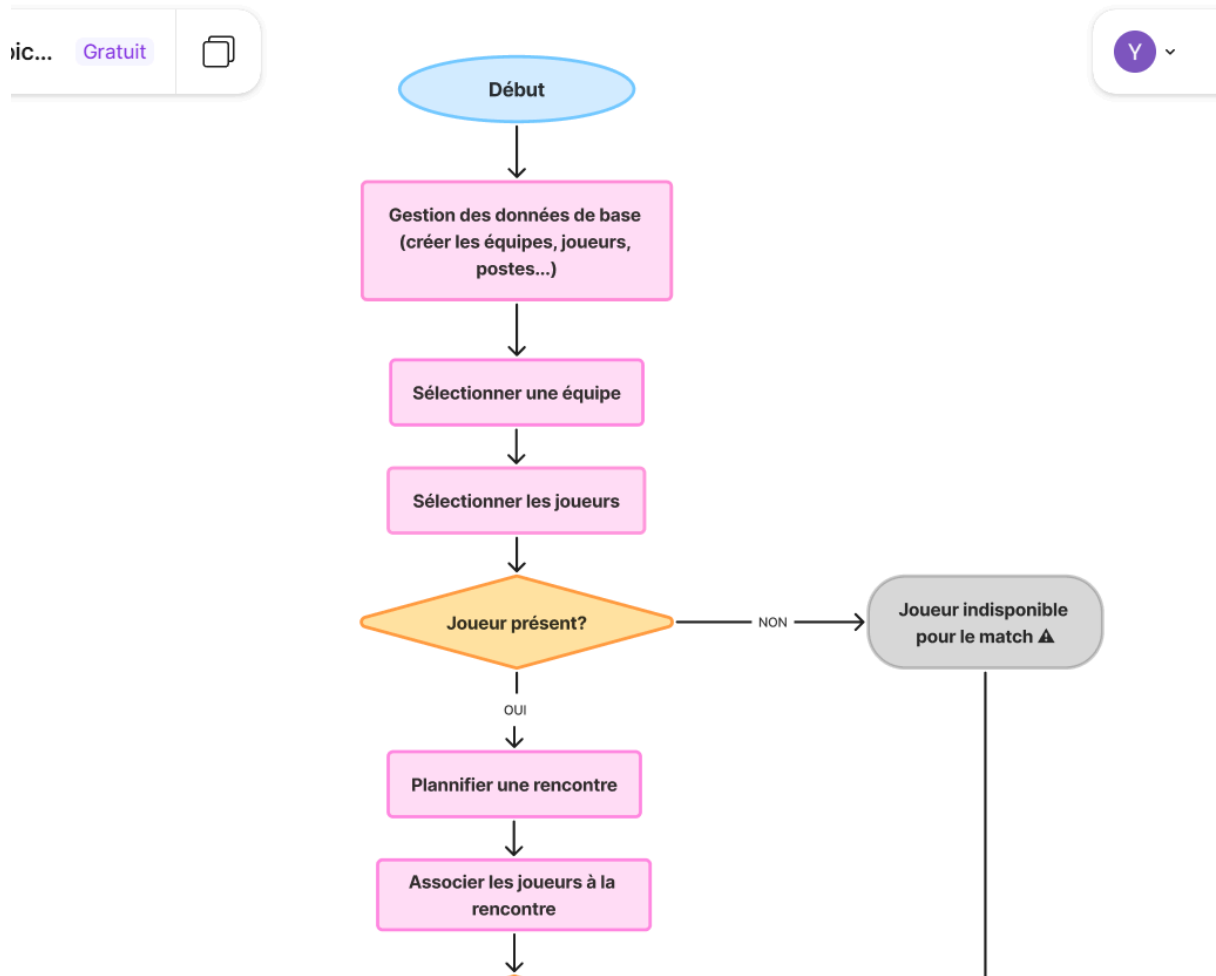 ic... Gratuit
Y
Début
Gestion des données de base
(créer les équipes, joueurs,
postes...)
Sélectionner une équipe
Sélectionner les joueurs
Joueur présent?
NON
Joueur indisponible
pour le match ⚠
OUI
Plannifier une rencontre
Associer les joueurs à la
rencontre